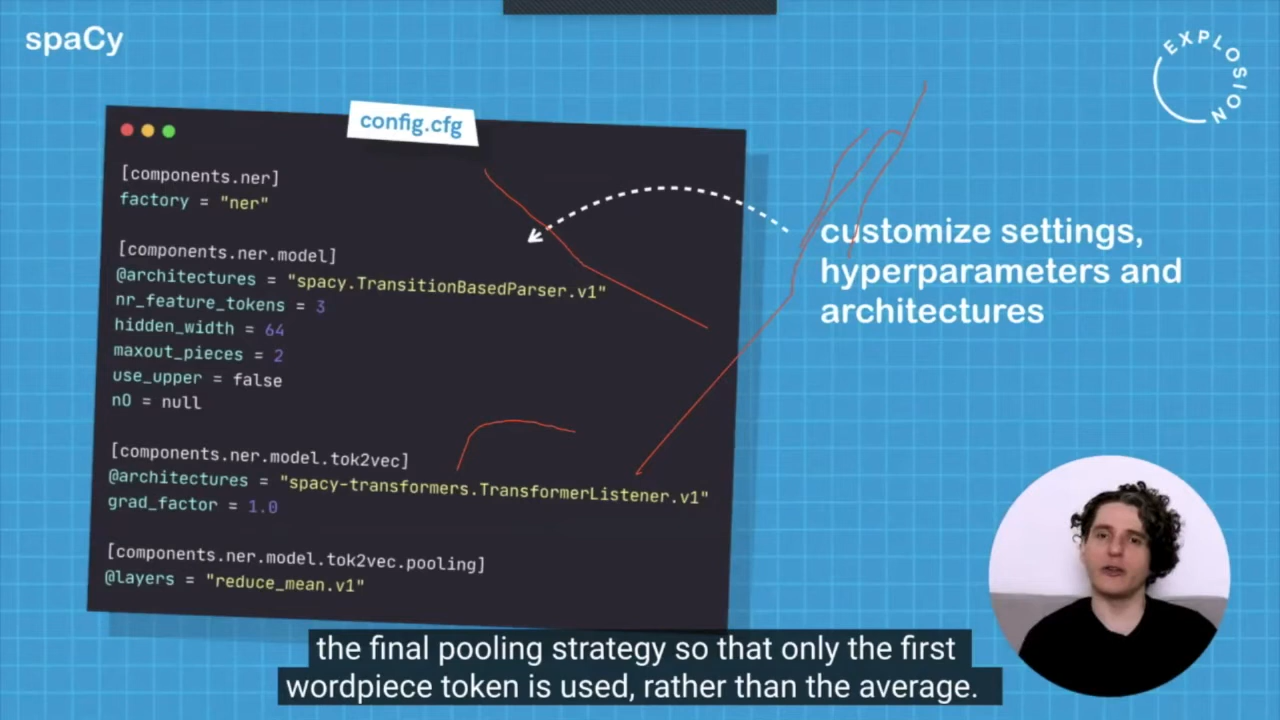 spaCy
EXPLOSION
config.cfg
[components.ner]
factory = "ner"
[components.ner.model]
@architectures = "spacy.TransitionBasedParser.v1"
nr_feature_tokens = 3
hidden_width = 64
maxout_pieces = 2
use_upper = false
nO = null
[components.ner.model.tok2vec]
@architectures = "spacy-transformers.TransformerListener.v1"
grad_factor = 1.0
[components.ner.model.tok2vec.pooling]
@layers = "reduce_mean.v1"
customize settings,
hyperparameters and
architectures
the final pooling strategy so that only the first
wordpiece token is used, rather than the average.